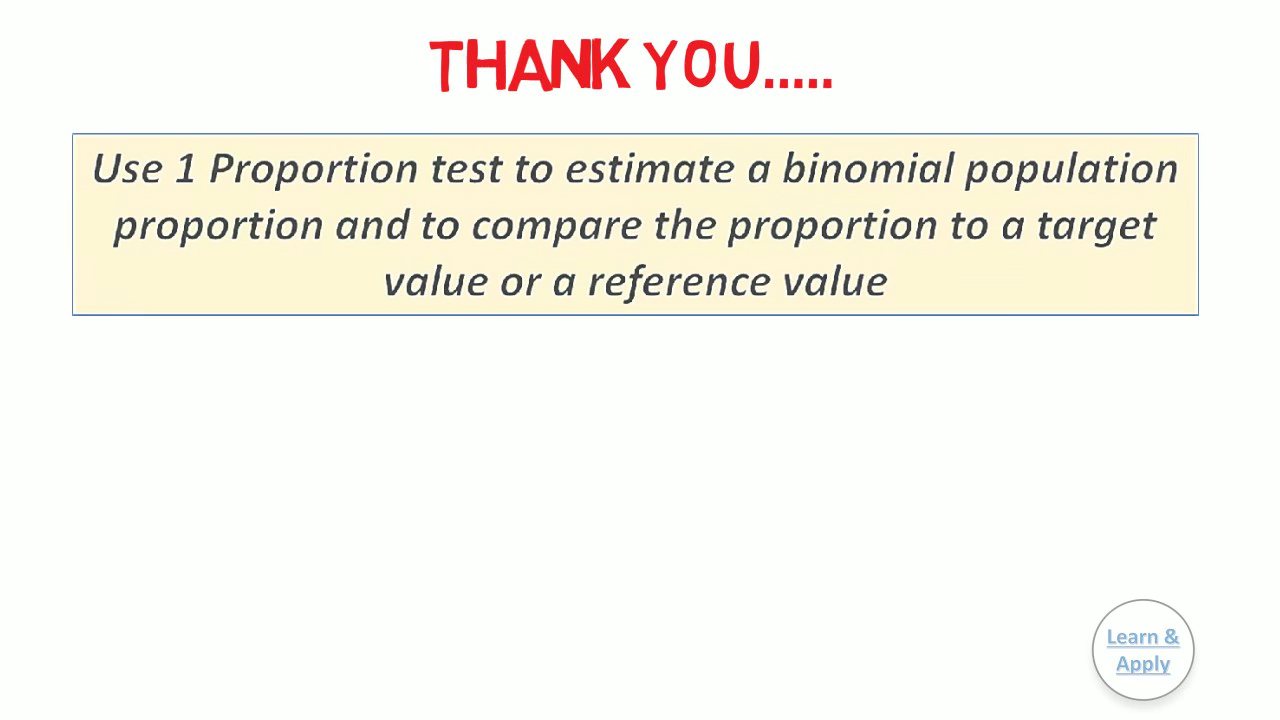 THANK YOU.....
Use 1 Proportion test to estimate a binomial population
proportion and to compare the proportion to a target
value or a reference value
Learn &
Apply